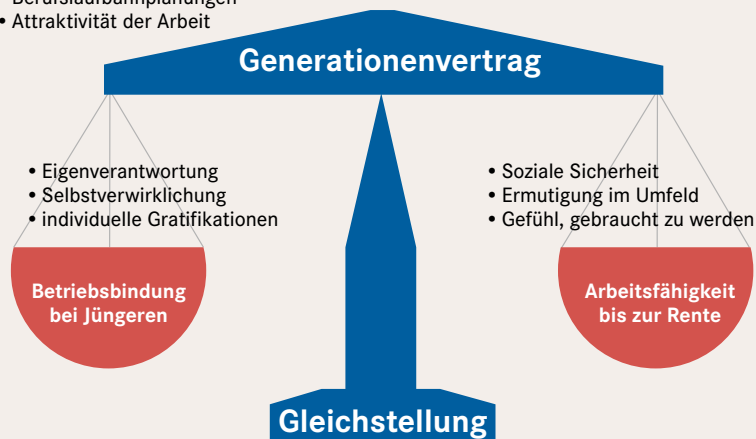 • Berufslaufbahnplanungen
• Attraktivität der Arbeit
Generationenvertrag
• Eigenverantwortung
• Selbstverwirklichung
• individuelle Gratifikationen
Betriebsbindung
bei Jüngeren
• Soziale Sicherheit
• Ermutigung im Umfeld
• Gefühl, gebraucht zu werden
Arbeitsfähigkeit
bis zur Rente
Gleichstellung